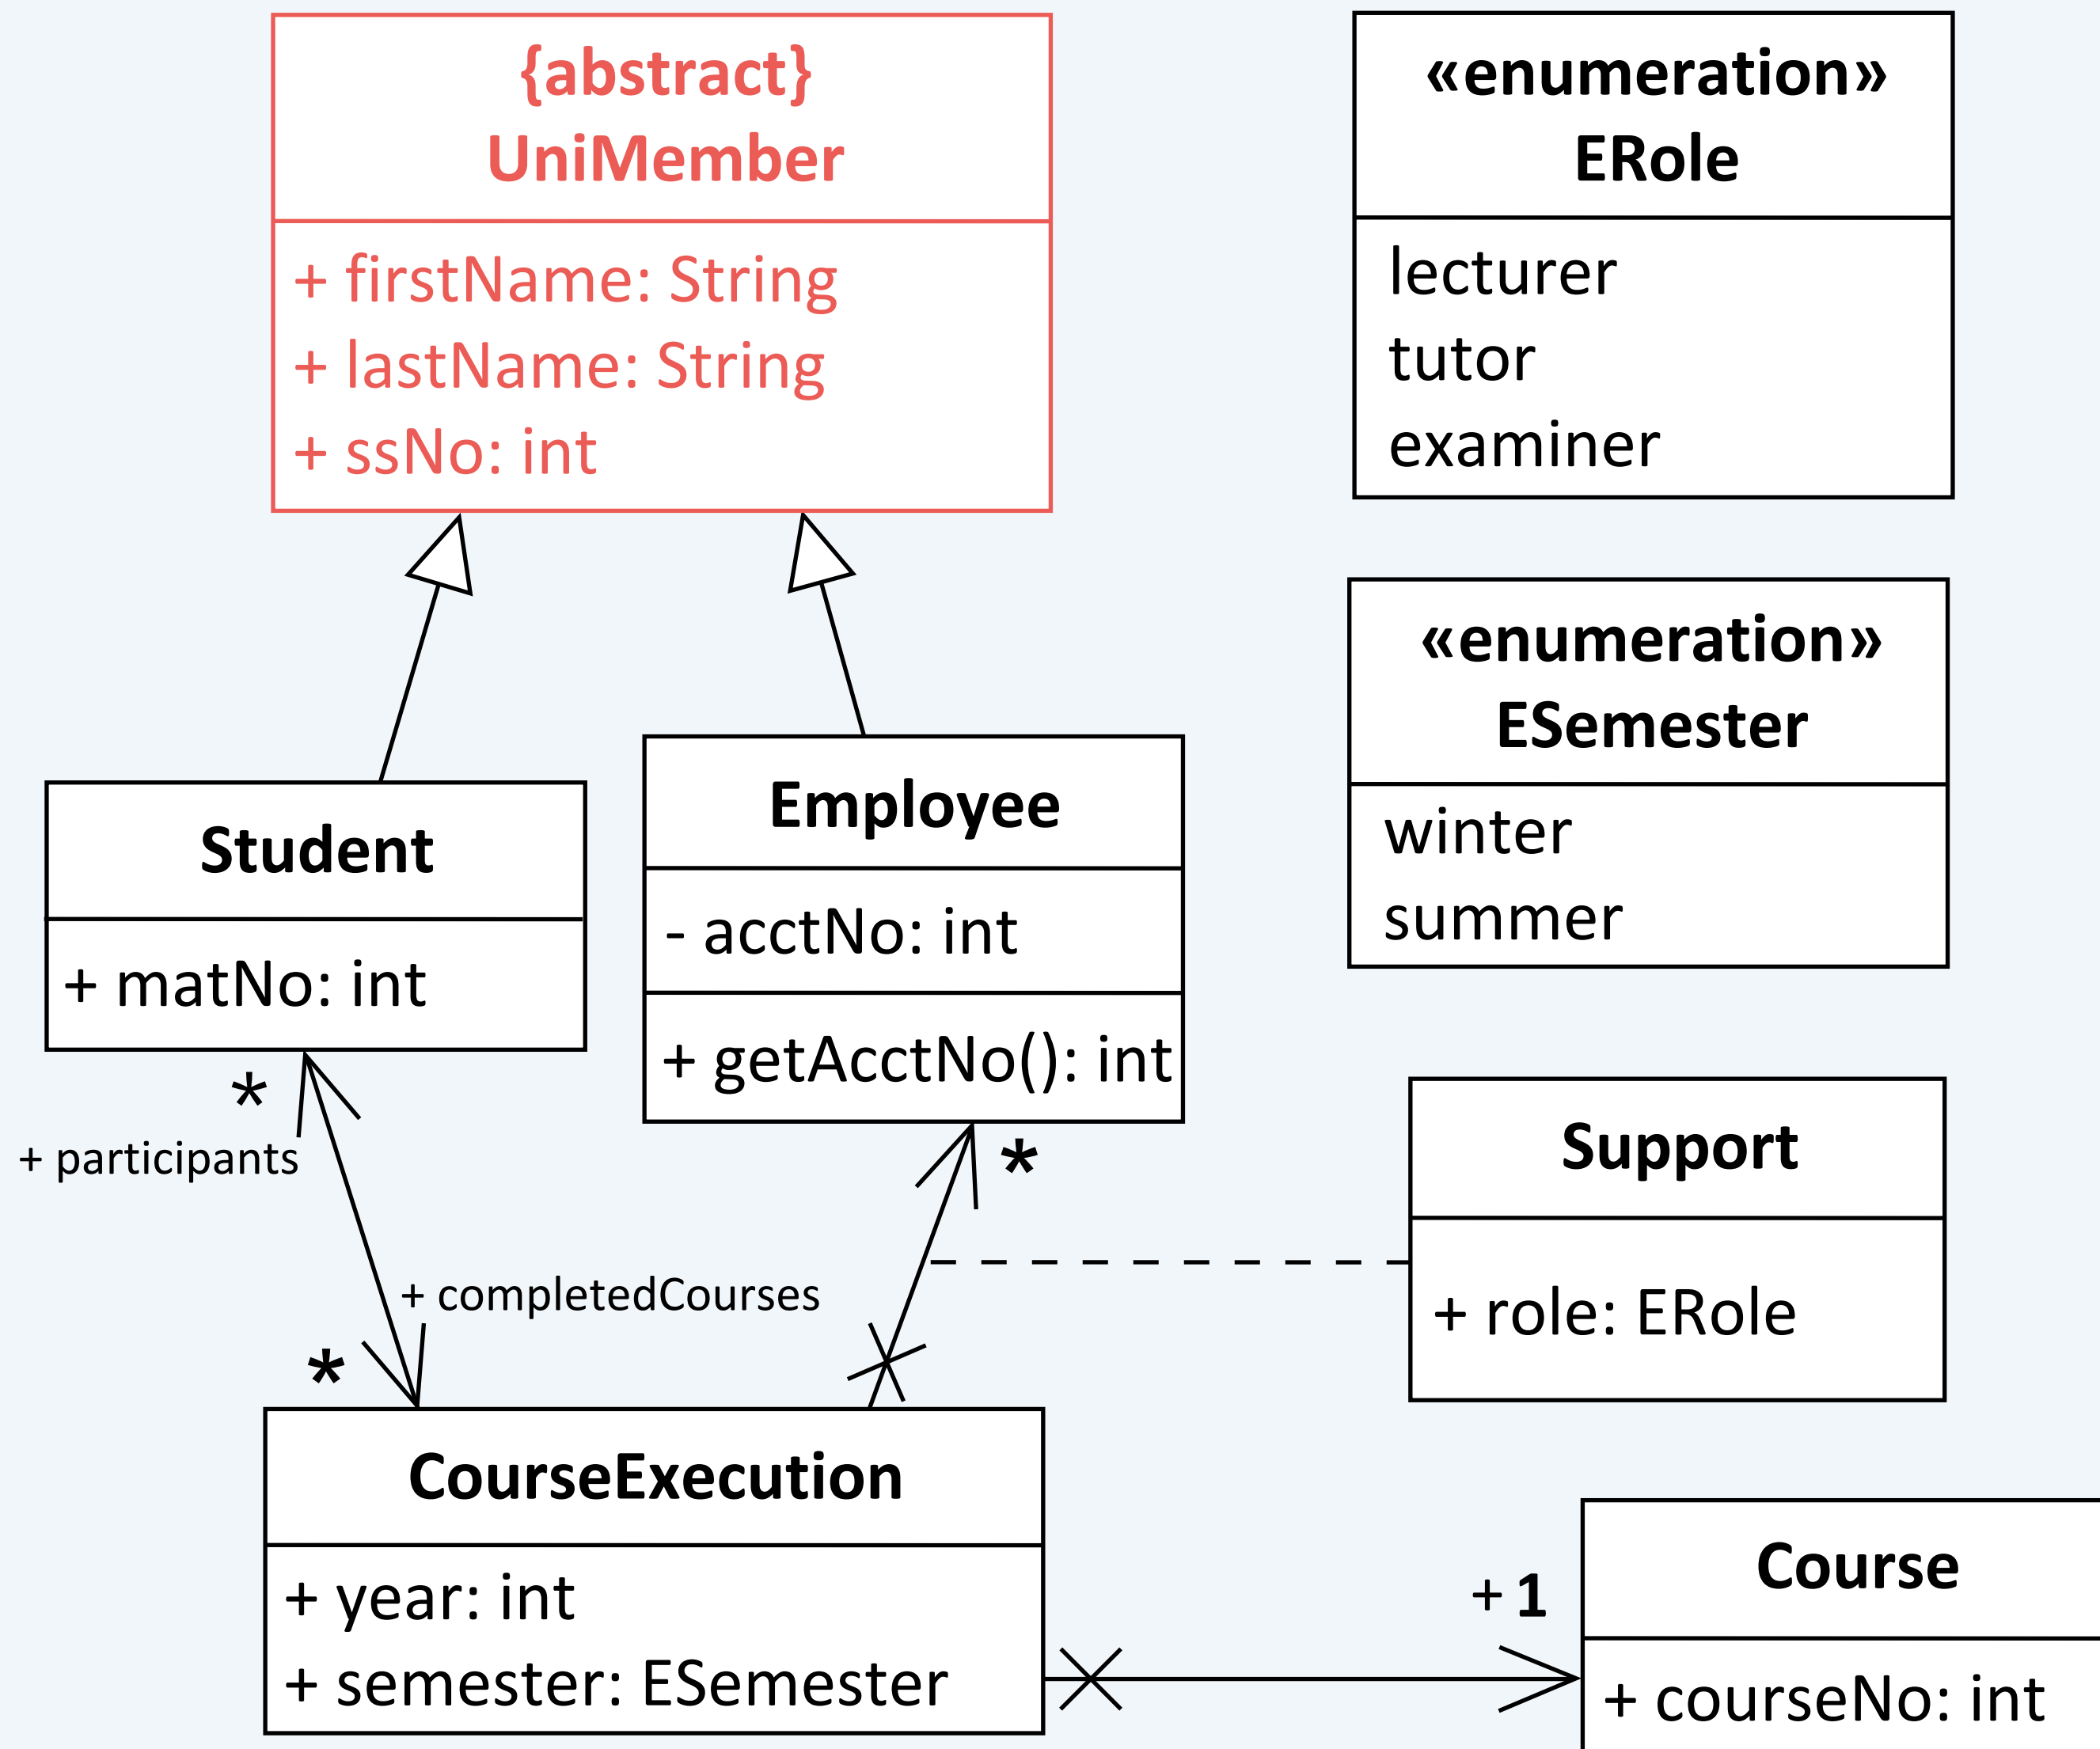 {abstract}
UniMember
+ firstName: String
+ lastName: String
+ ssNo: int
«enumeration»
ERole
lecturer
tutor
examiner
«enumeration»
ESemester
winter
summer
Student
+ matNo: int
Employee
- acctNo: int
+ getAcctNo(): int
*
+ participants
*
Support
+ role: ERole
+ completedCourses
*
CourseExecution
+ year: int
+ semester: ESemester
+ 1
Course
+ courseNo: int